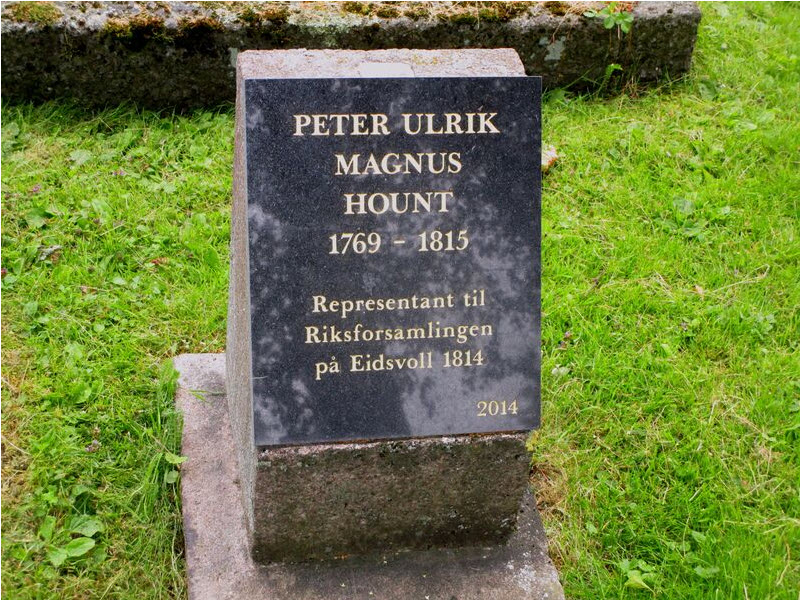 PETER ULRIK
MAGNUS
HOUNT
1769 - 1815
Representant til
Riksforsamlingen
på Eidsvoll 1814
2014